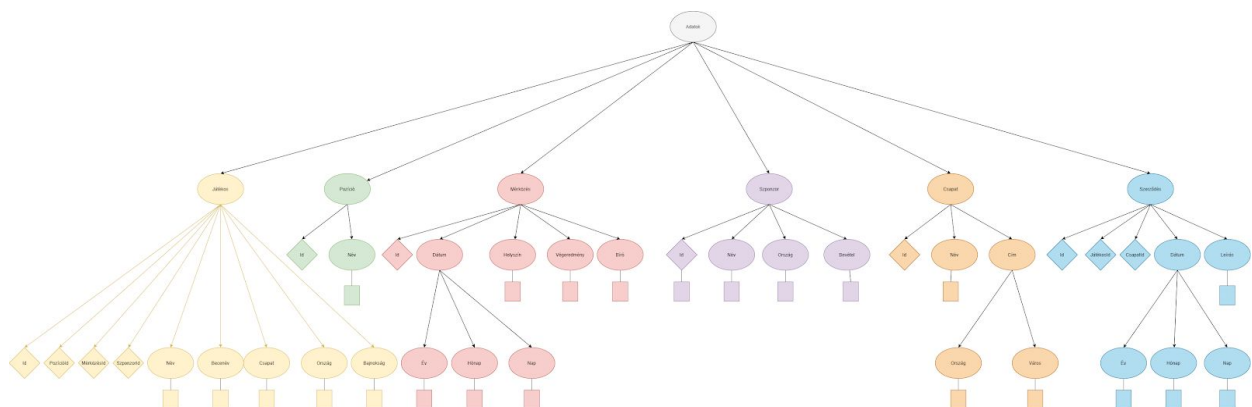 Adatok
Játékos
Pozíció
Mérkőzés
Szponzor
Csapat
Szerződés
Id
Név
Id
Dátum
Helyszín
Végeredmény
Id
Név
Ország
Bevétel
Id
Név
Cím
Id
JátékosId
CsapatId
Dátum
Leírás
Id
PozícióId
MérkőzésId
SzponzorId
Név
Becenév
Csapat
Ország
Bajnokság
Év
Hónap
Nap
Ország
Város
Év
Hónap
Nap